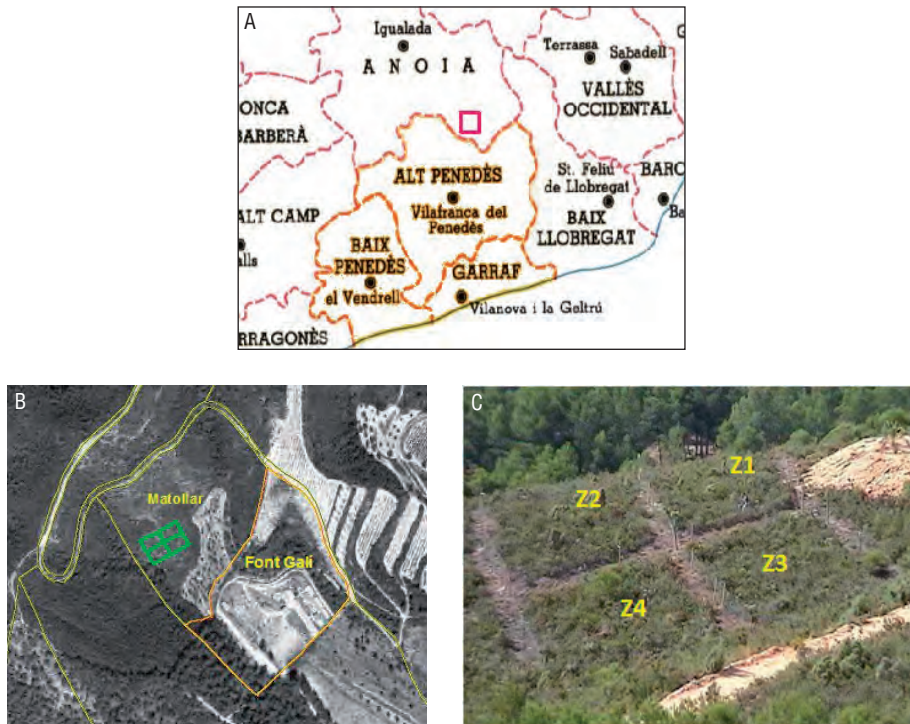 A
Igualada
ANOIA
Terrassa
Sabadell
VALLÈS
OCCIDENTAL
ONCA
BARBERÀ
ALT PENEDÈS
Vilafranca del
Penedès
St. Feliu
de Llobregat
BARC
Ba
BAIX
LLOBREGAT
ALT CAMP
alls
BAIX
PENEDÈS
el Vendrell
GARRAF
Vilanova i la Geltrú
RRAGONÈS
B
Matollar
Font Galí
C
Z1
Z2
Z3
Z4